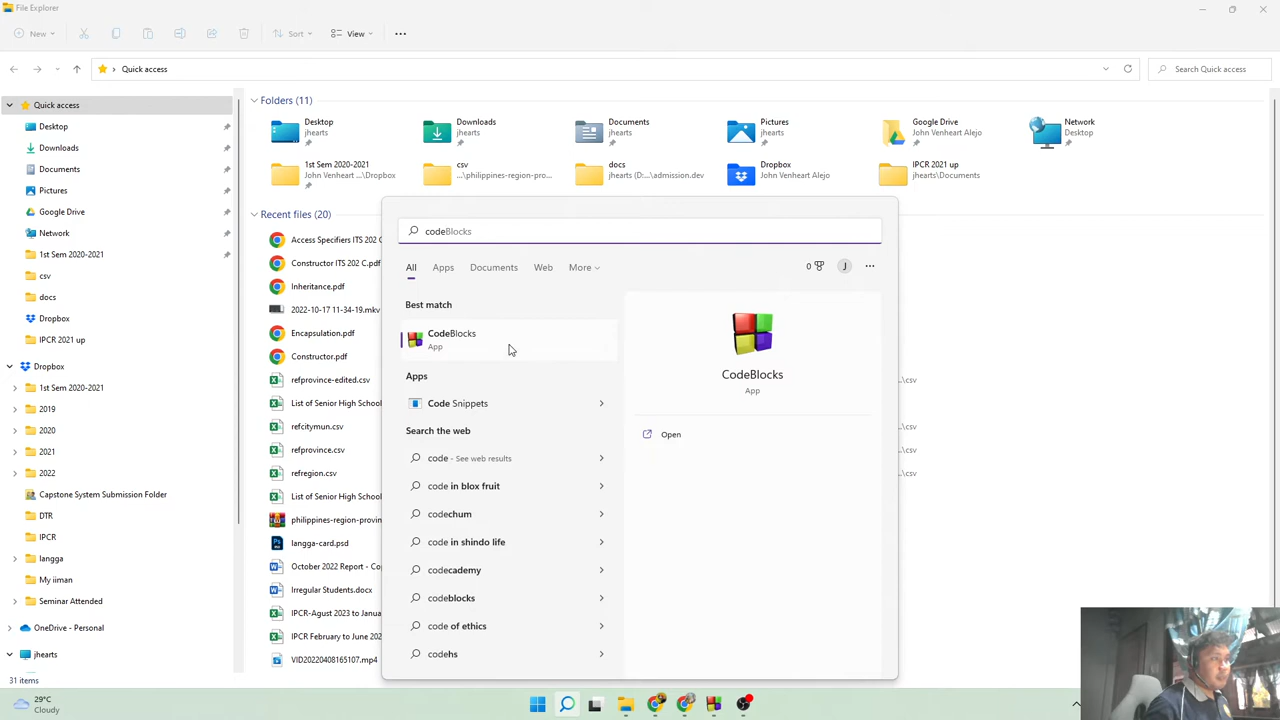 File Explorer
New
Sort
View
Quick access
Search Quick access
Quick access
Desktop
Downloads
Documents
Pictures
Google Drive
Network
1st Sem 2020-2021
csv
docs
Dropbox
IPCR 2021 up
Dropbox
1st Sem 2020-2021
2019
2020
2021
2022
Capstone System Submission Folder
DTR
IPCR
langga
My iiman
Seminar Attended
OneDrive - Personal
jhearts
31 items
Folders (11)
Desktop
jhearts
Downloads
jhearts
Documents
jhearts
Pictures
jhearts
Google Drive
John Venheart Alejo
Network
Desktop
1st Sem 2020-2021
John Venheart Alejo\...\Dropbox
csv
...\philippines-region-pro...
docs
jhearts (D:...\admission.dev
Dropbox
John Venheart Alejo
IPCR 2021 up
jhearts\Documents
Recent files (20)
Access Specifiers ITS 202 C
Constructor ITS 202 C.pdf
Inheritance.pdf
2022-10-17 11-34-19.mkv
Encapsulation.pdf
Constructor.pdf
refprovince-edited.csv
List of Senior High School
refcitymun.csv
refprovince.csv
refregion.csv
List of Senior High School
philippines-region-provin
langga-card.psd
October 2022 Report - Co
Irregular Students.docx
IPCR-Agust 2023 to Janua
IPCR February to June 202
VID20220408165107.mp4
...\csv
...\csv
...\csv
...\csv
...\csv
codeBlocks
All
Apps
Documents
Web
More
0
J
Best match
CodeBlocks
App
Apps
Code Snippets
Search the web
code - See web results
code in blox fruit
codechum
code in shindo life
codecademy
codeblocks
code of ethics
codehs
CodeBlocks
App
Open
29°C
Cloudy